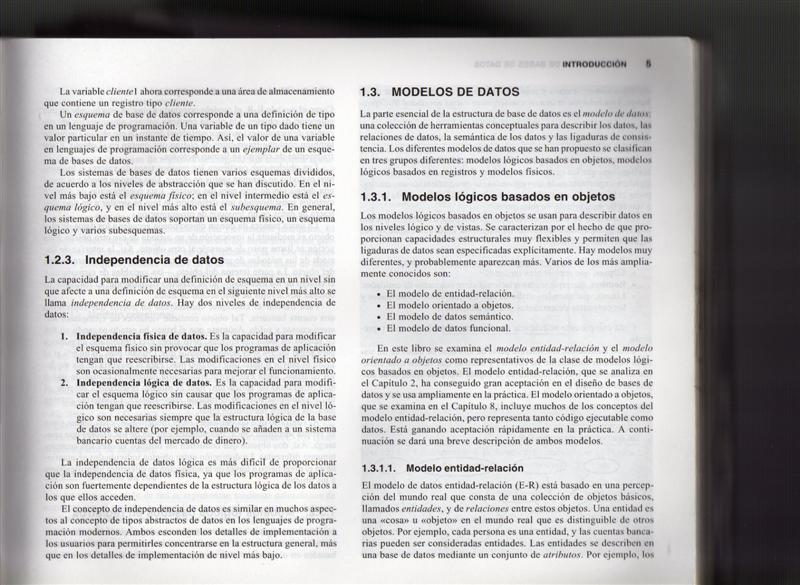 INTRODUCCIÓN 5
La variable cliente1 ahora corresponde a una área de almacenamiento
que contiene un registro tipo cliente.
Un esquema de base de datos corresponde a una definición de tipo
en un lenguaje de programación. Una variable de un tipo dado tiene un
valor particular en un instante de tiempo. Así, el valor de una variable
en lenguajes de programación corresponde a un ejemplar de un esque-
ma de bases de datos.
Los sistemas de bases de datos tienen varios esquemas divididos,
de acuerdo a los niveles de abstracción que se han discutido. En el ni-
vel más bajo está el esquema físico; en el nivel intermedio está el es-
quema lógico, y en el nivel más alto está el subesquema. En general,
los sistemas de bases de datos soportan un esquema físico, un esquema
lógico y varios subesquemas.
1.2.3. Independencia de datos
La capacidad para modificar una definición de esquema en un nivel sin
que afecte a una definición de esquema en el siguiente nivel más alto se
llama independencia de datos. Hay dos niveles de independencia de
datos:
1. Independencia física de datos. Es la capacidad para modificar
el esquema físico sin provocar que los programas de aplicación
tengan que reescribirse. Las modificaciones en el nivel físico
son ocasionalmente necesarias para mejorar el funcionamiento.
2. Independencia lógica de datos. Es la capacidad para modifi-
car el esquema lógico sin causar que los programas de aplica-
ción tengan que reescribirse. Las modificaciones en el nivel ló-
gico son necesarias siempre que la estructura lógica de la base
de datos se altere (por ejemplo, cuando se añaden a un sistema
bancario cuentas del mercado de dinero).
La independencia de datos lógica es más difícil de proporcionar
que la independencia de datos física, ya que los programas de aplica-
ción son fuertemente dependientes de la estructura lógica de los datos a
los que ellos acceden.
El concepto de independencia de datos es similar en muchos aspec-
tos al concepto de tipos abstractos de datos en los lenguajes de progra-
mación modernos. Ambos esconden los detalles de implementación a
los usuarios para permitirles concentrarse en la estructura general, más
que en los detalles de implementación de nivel más bajo.
1.3. MODELOS DE DATOS
La parte esencial de la estructura de base de datos es el modelo de datos:
una colección de herramientas conceptuales para describir los datos, las
relaciones de datos, la semántica de los datos y las ligaduras de consis-
tencia. Los diferentes modelos de datos que se han propuesto se clasifican
en tres grupos diferentes: modelos lógicos basados en objetos, modelos
lógicos basados en registros y modelos físicos.
1.3.1. Modelos lógicos basados en objetos
Los modelos lógicos basados en objetos se usan para describir datos en
los niveles lógico y de vistas. Se caracterizan por el hecho de que pro-
porcionan capacidades estructurales muy flexibles y permiten que las
ligaduras de datos sean especificadas explícitamente. Hay modelos muy
diferentes, y probablemente aparezcan más. Varios de los más amplia-
mente conocidos son:
• El modelo de entidad-relación.
• El modelo orientado a objetos.
• El modelo de datos semántico.
• El modelo de datos funcional.
En este libro se examina el modelo entidad-relación y el modelo
orientado a objetos como representativos de la clase de modelos lógi-
cos basados en objetos. El modelo entidad-relación, que se analiza en
el Capítulo 2, ha conseguido gran aceptación en el diseño de bases de
datos y se usa ampliamente en la práctica. El modelo orientado a objetos,
que se examina en el Capítulo 8, incluye muchos de los conceptos del
modelo entidad-relación, pero representa tanto código ejecutable como
datos. Está ganando aceptación rápidamente en la práctica. A conti-
nuación se dará una breve descripción de ambos modelos.
1.3.1.1. Modelo entidad-relación
El modelo de datos entidad-relación (E-R) está basado en una percep-
ción del mundo real que consta de una colección de objetos básicos,
llamados entidades, y de relaciones entre estos objetos. Una entidad es
una «cosa» u «objeto» en el mundo real que es distinguible de otros
objetos. Por ejemplo, cada persona es una entidad, y las cuentas banca-
rias pueden ser consideradas entidades. Las entidades se describen en
una base de datos mediante un conjunto de atributos. Por ejemplo, los